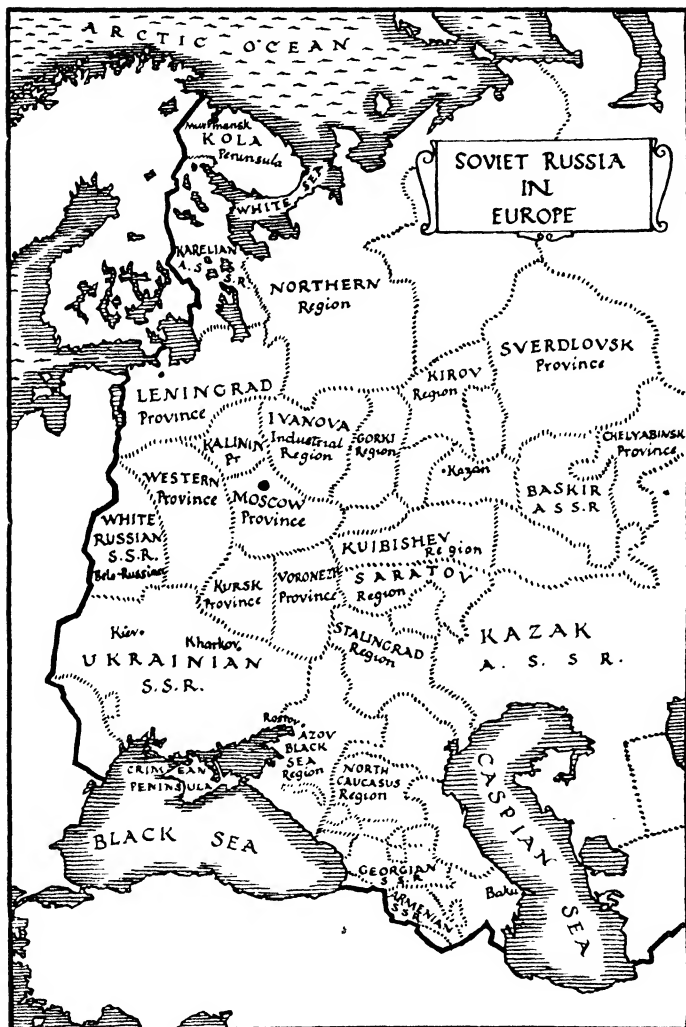 ARCTIC OCEAN
SOVIET RUSSIA
IN
EUROPE
Murmansk
KOLA
Peninsula
WHITE SEA
KARELIAN
A.S.S.R.
NORTHERN
Region
SVERDLOVSK
Province
KIROV
Region
LENINGRAD
Province
IVANOVA
Industrial
Region
GORKI
Region
KALININ
Pr
CHELYABINSK
Province
Kazan
BASKIR
A S S R
WESTERN
Province
MOSCOW
Province
WHITE
RUSSIAN
S.S.R.
Belo-Russian
KUIBISHEV
Region
KURSK
Province
VORONEZH
Province
SARATOV
Region
STALINGRAD
Region
KAZAK
A. S. S R.
Kiev
Kharkov
UKRAINIAN
S.S.R.
Rostov
AZOV
BLACK
SEA
Region
CRIMEAN
PENINSULA
NORTH
CAUCASUS
Region
CASPIAN SEA
BLACK SEA
GEORGIAN
S S R
ARMENIAN
SSR
Baku